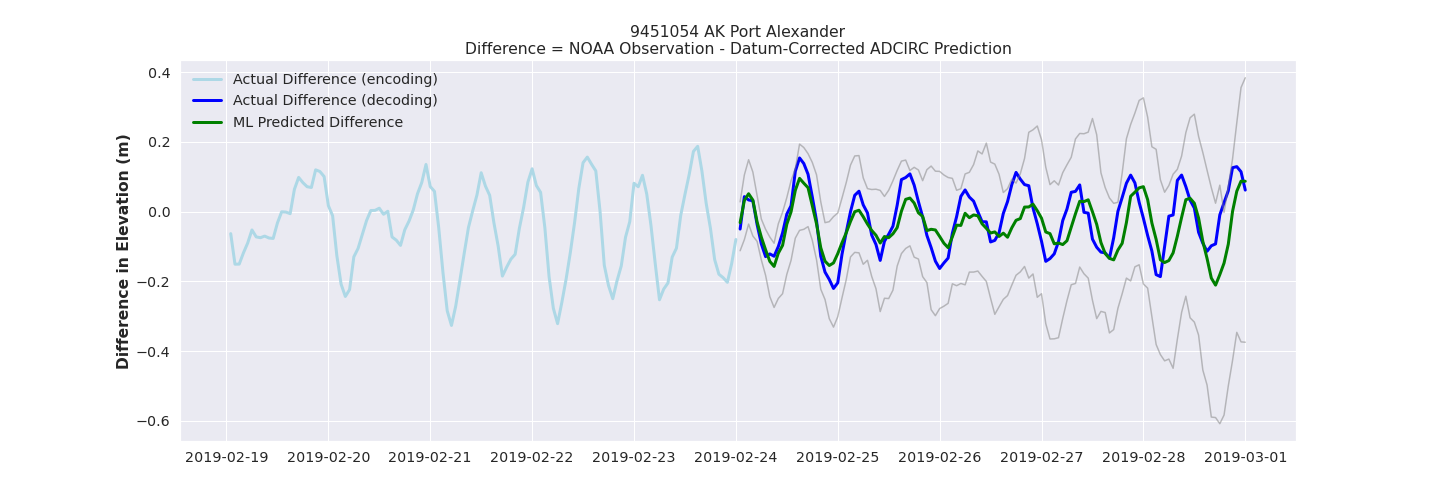 9451054 AK Port Alexander
Difference = NOAA Observation - Datum-Corrected ADCIRC Prediction
Actual Difference (encoding)
Actual Difference (decoding)
ML Predicted Difference
Difference in Elevation (m)
0.4
0.2
0.0
−0.2
−0.4
−0.6
2019-02-19 2019-02-20 2019-02-21 2019-02-22 2019-02-23 2019-02-24 2019-02-25 2019-02-26 2019-02-27 2019-02-28 2019-03-01